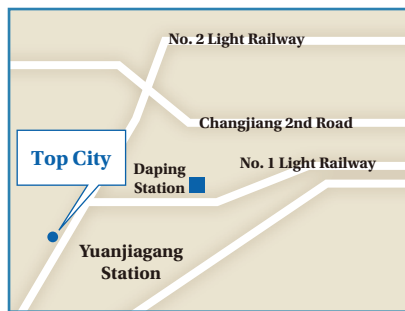 No. 2 Light Railway
Changjiang 2nd Road
Top City
Daping
Station
No. 1 Light Railway
Yuanjiagang
Station